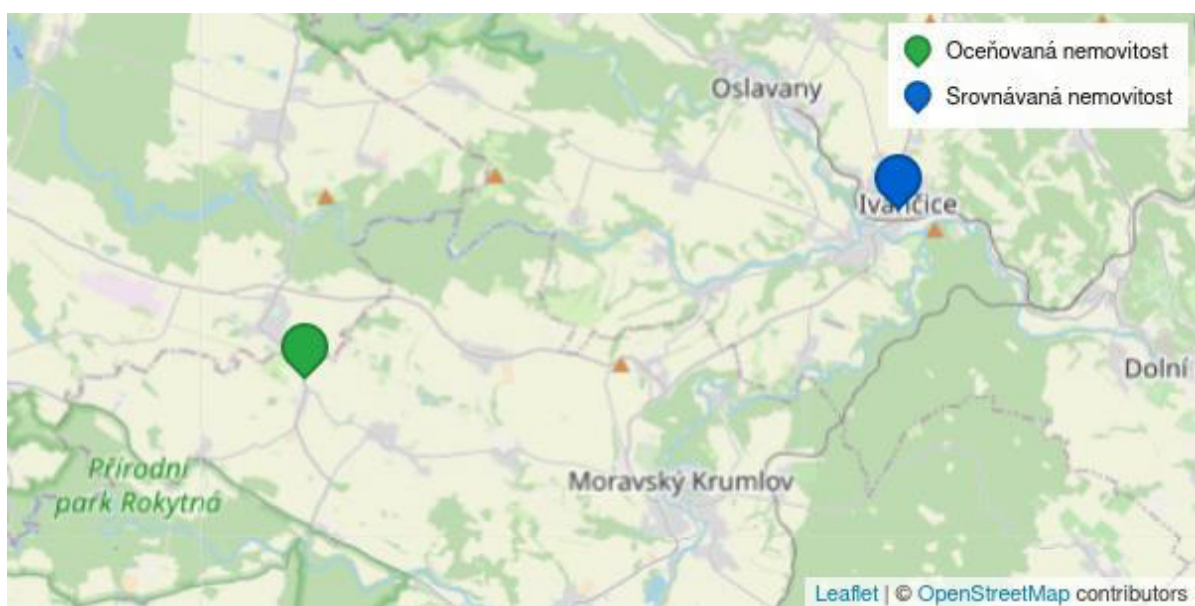 Oceňovaná nemovitost
Srovnávaná nemovitost
Oslavany
Ivančice
Dolní
Přírodní
park Rokytná
Moravský Krumlov
Leaflet | © OpenStreetMap contributors